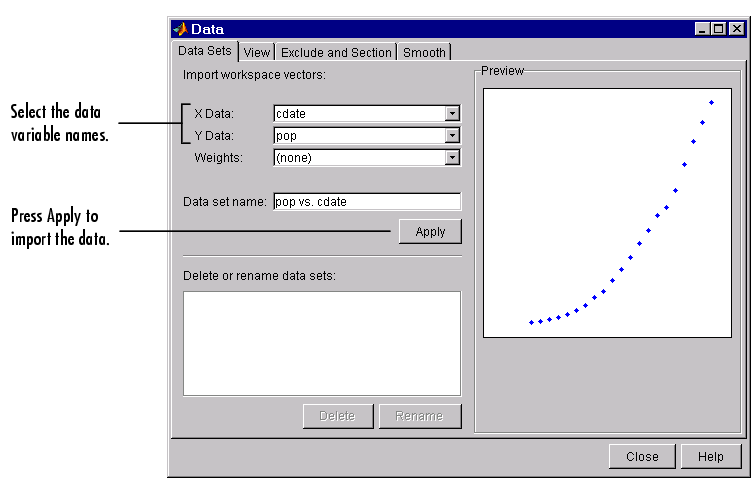 Data
Data Sets View Exclude and Section Smooth
Import workspace vectors:
Select the data
variable names.
X Data: cdate
Y Data: pop
Weights: (none)
Data set name: pop vs. cdate
Press Apply to
import the data.
Apply
Delete or rename data sets:
Delete Rename
Preview
Close Help